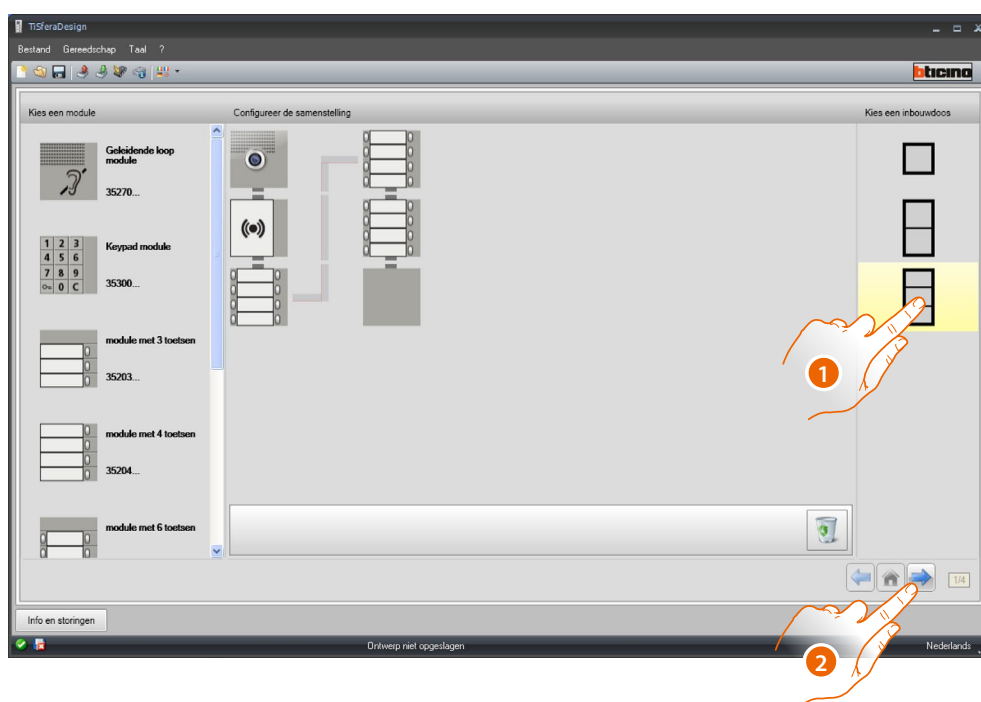 TiSferaDesign
Bestand Gereedschap Taal ?
bticino
Kies een module
Configureer de samenstelling
Kies een inbouwdoos
Geleidende loop
module
35270...
1 2 3
4 5 6
7 8 9
0 C
Keypad module
35300...
module met 3 toetsen
35203...
module met 4 toetsen
35204...
module met 6 toetsen
1
1/4
Info en storingen
Ontwerp niet opgeslagen
Nederlands
2